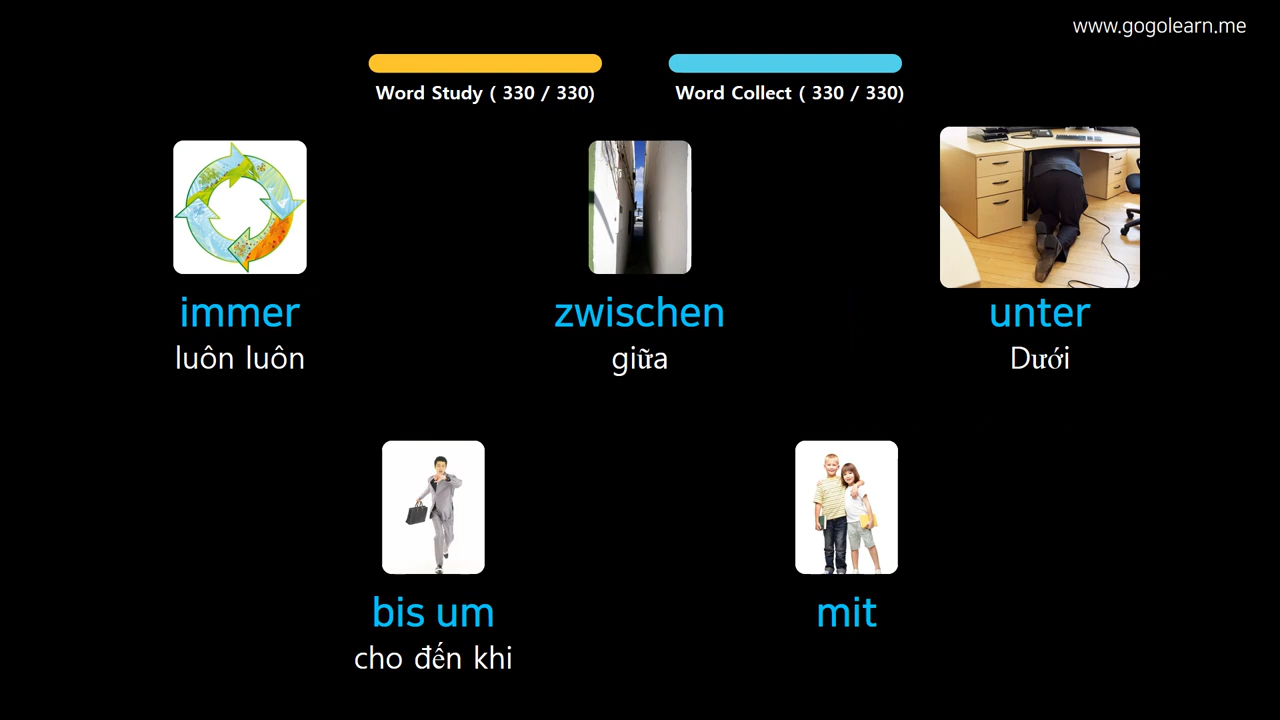 www.gogolearn.me
Word Study ( 330 / 330)
Word Collect ( 330 / 330)
immer
luôn luôn
zwischen
giữa
unter
Dưới
bis um
cho đến khi
mit